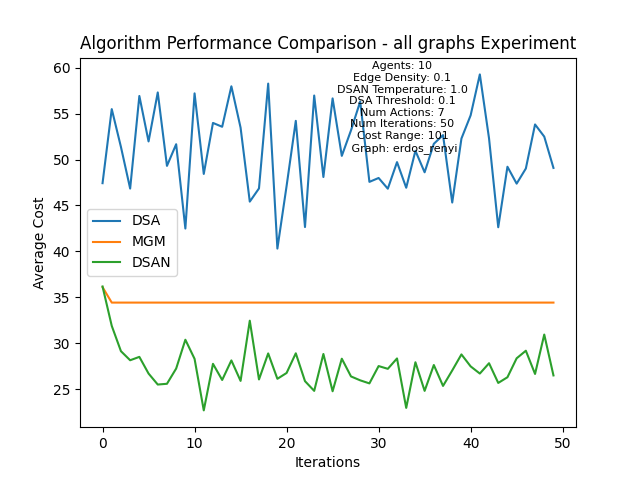 Algorithm Performance Comparison - all graphs Experiment
Agents: 10
Edge Density: 0.1
DSAN Temperature: 1.0
DSA Threshold: 0.1
Num Actions: 7
Num Iterations: 50
Cost Range: 101
Graph: erdos_renyi
60
55
50
45
40
35
30
25
Average Cost
DSA
MGM
DSAN
0 10 20 30 40 50
Iterations